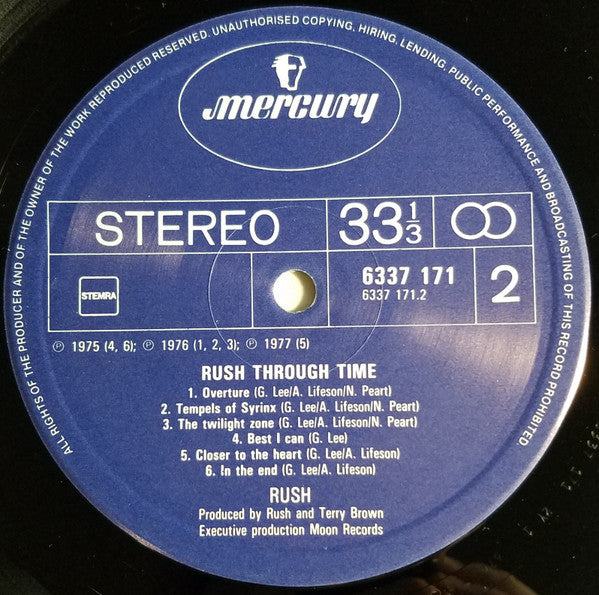 ALL RIGHTS OF THE PRODUCER AND OF THE OWNER OF THE WORK REPRODUCED RESERVED. UNAUTHORISED COPYING, HIRING, LENDING, PUBLIC PERFORMANCE AND BROADCASTING OF THIS RECORD PROHIBITED
mercury
STEREO 33 1/3
STEMRA 6337 171 2
6337 171.2
℗ 1975 (4, 6); ℗ 1976 (1, 2, 3); ℗ 1977 (5)
RUSH THROUGH TIME
1. Overture (G. Lee/A. Lifeson/N. Peart)
2. Tempels of Syrinx (G. Lee/A. Lifeson/N. Peart)
3. The twilight zone (G. Lee/A. Lifeson/N. Peart)
4. Best I can (G. Lee)
5. Closer to the heart (G. Lee/A. Lifeson)
6. In the end (G. Lee/A. Lifeson)
RUSH
Produced by Rush and Terry Brown
Executive production Moon Records